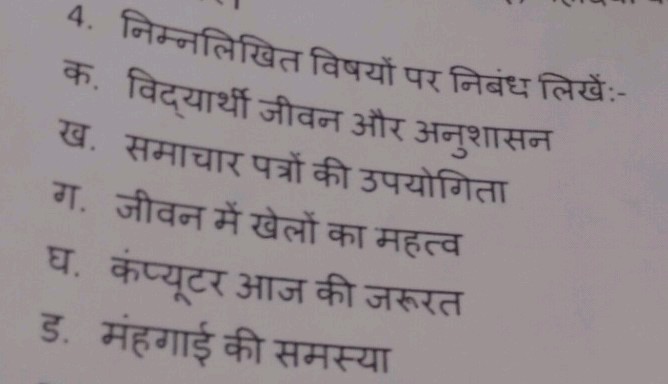 4. निम्नलिखित विषयों पर निबंध लिखें:-
क. विद्‌यार्थी जीवन और अनुशासन
ख. समाचार पत्रों की उपयोगिता
ग. जीवन में खेलों का महत्व
घ. कंप्यूटर आज की जरूरत
ड. मंहगाई की समस्या